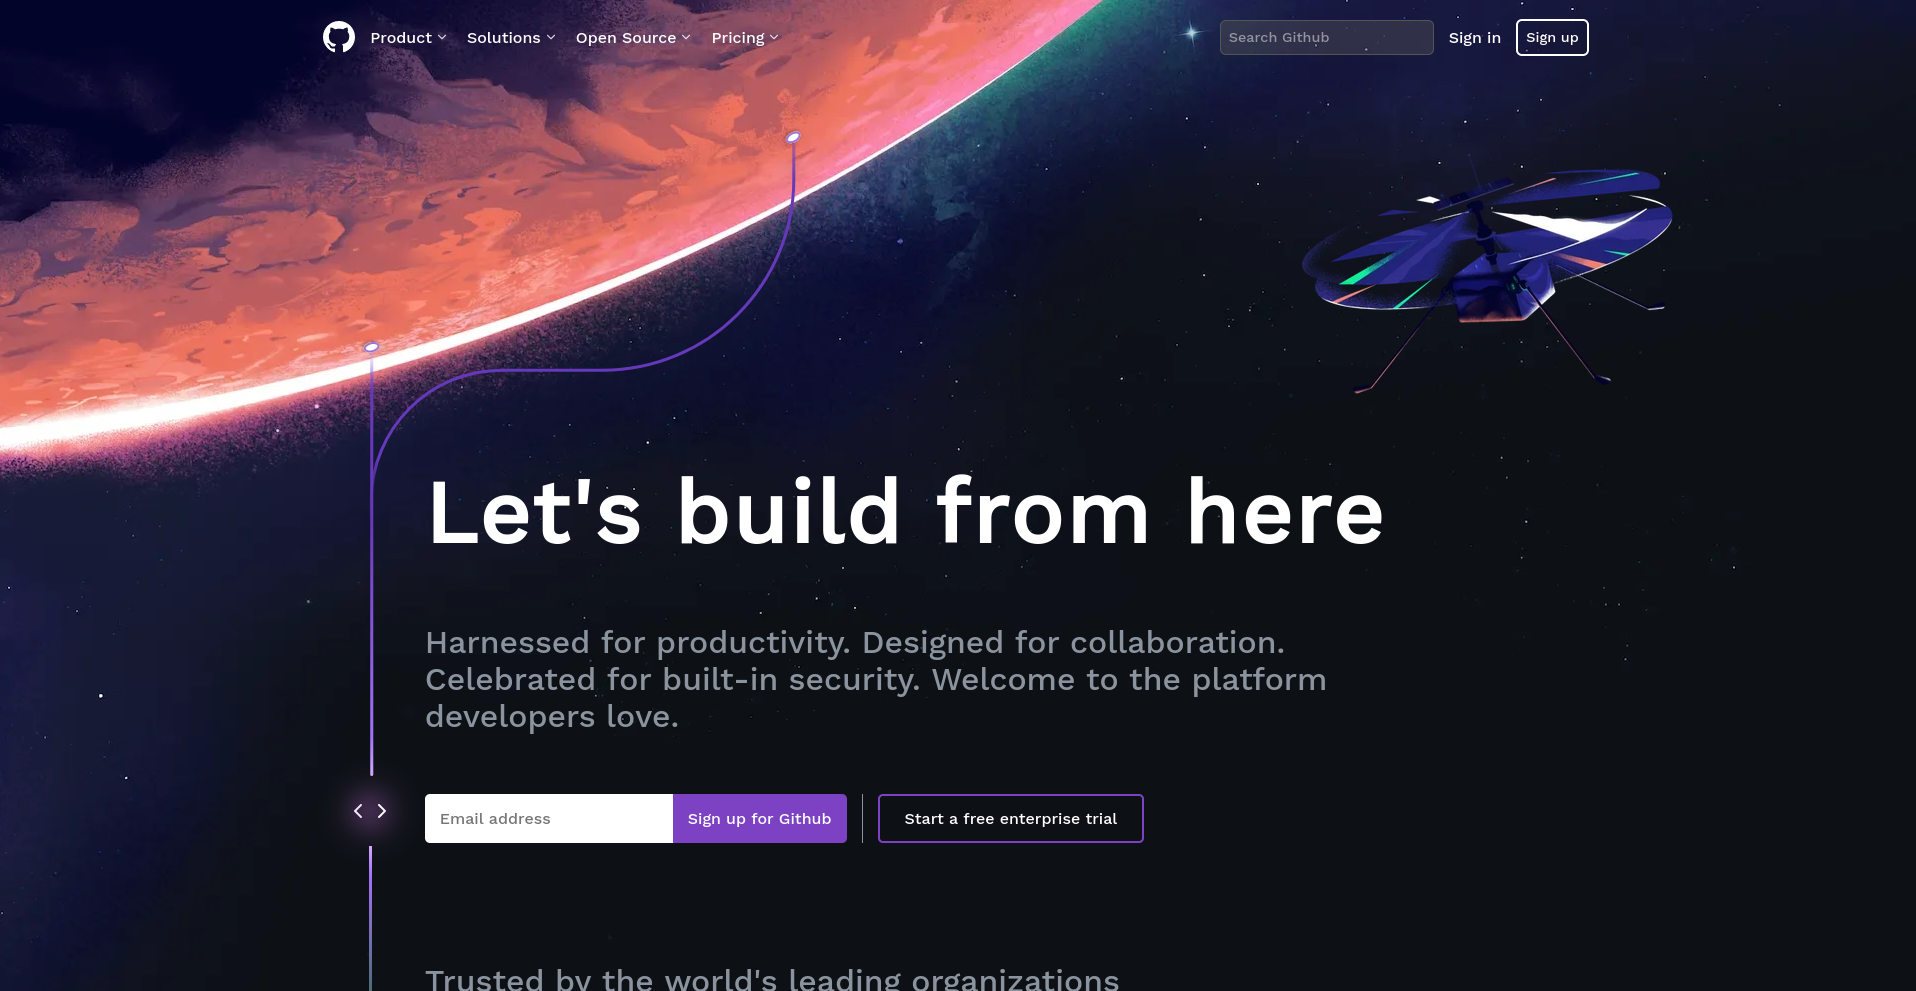 Product
Solutions
Open Source
Pricing
Search Github
Sign in
Sign up
Let's build from here
Harnessed for productivity. Designed for collaboration.
Celebrated for built-in security. Welcome to the platform
developers love.
Email address
Sign up for Github
Start a free enterprise trial
Trusted by the world's leading organizations